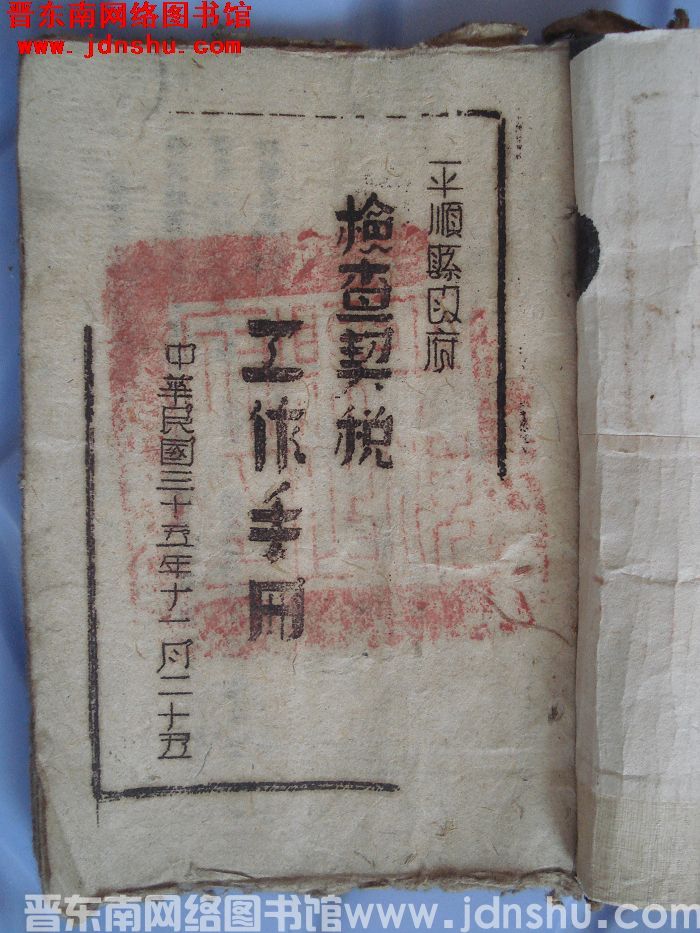 晋东南网络图书馆
www.jdnshu.com
平順縣政府
檢查契稅
工作手册
中華民國三十五年十一月二十五
晋东南网络图书馆www.jdnshu.com